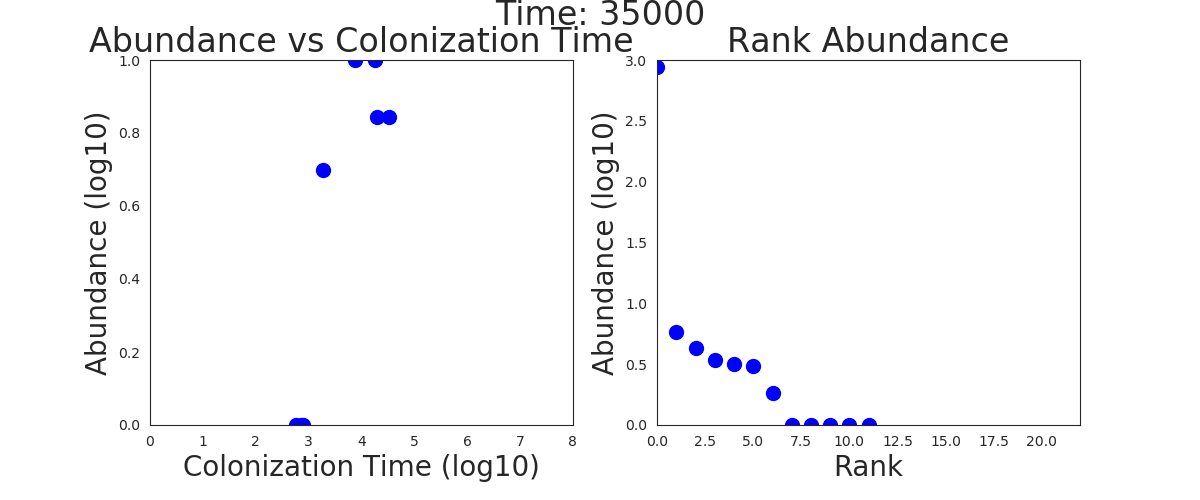 Time: 35000
Abundance vs Colonization Time
Rank Abundance
Abundance (log10)
1.0
0.8
0.6
0.4
0.2
0.0
0 1 2 3 4 5 6 7 8
Colonization Time (log10)
Abundance (log10)
3.0
2.5
2.0
1.5
1.0
0.5
0.0
0.0 2.5 5.0 7.5 10.0 12.5 15.0 17.5 20.0
Rank